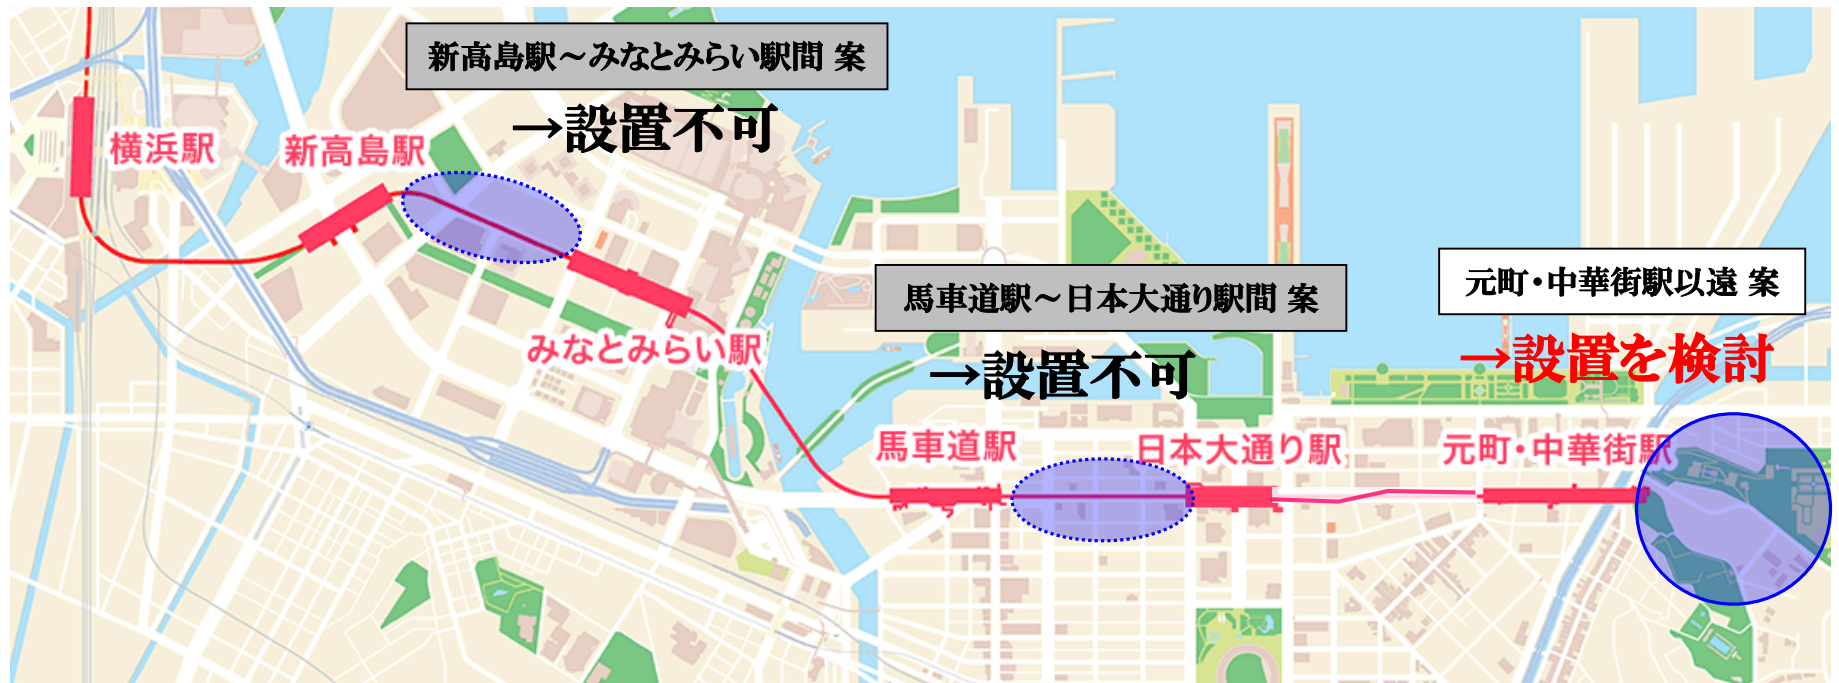 新高島駅～みなとみらい駅間 案
→設置不可
横浜駅
新高島駅
みなとみらい駅
馬車道駅～日本大通り駅間 案
→設置不可
元町・中華街駅以遠 案
→設置を検討
馬車道駅
日本大通り駅
元町・中華街駅